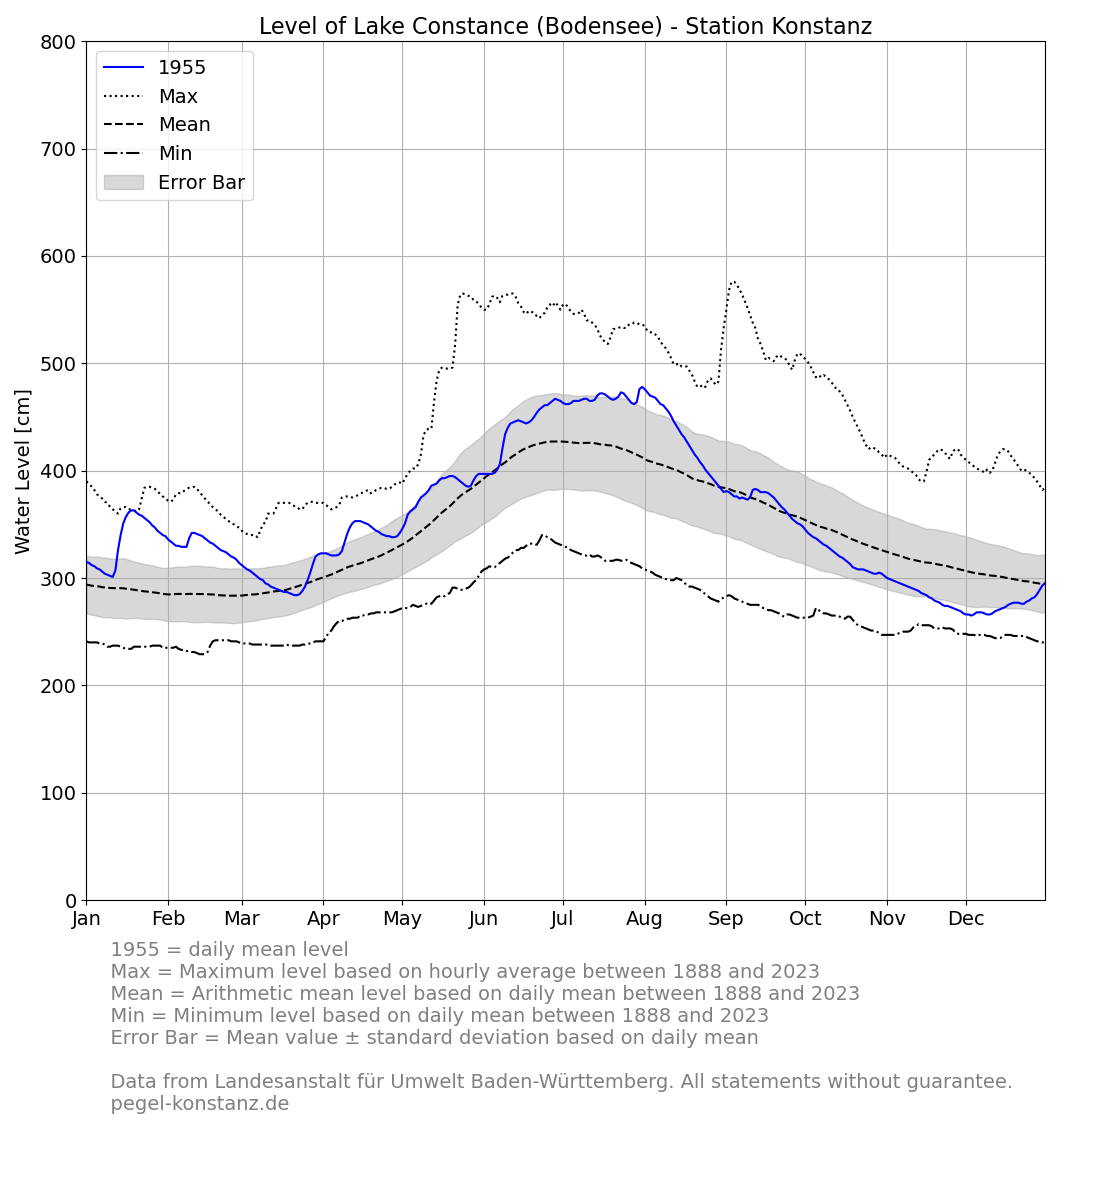 Level of Lake Constance (Bodensee) - Station Konstanz
800
700
600
500
400
300
200
100
0
Water Level [cm]
1955
Max
Mean
Min
Error Bar
Jan Feb Mar Apr May Jun Jul Aug Sep Oct Nov Dec
1955 = daily mean level
Max = Maximum level based on hourly average between 1888 and 2023
Mean = Arithmetic mean level based on daily mean between 1888 and 2023
Min = Minimum level based on daily mean between 1888 and 2023
Error Bar = Mean value ± standard deviation based on daily mean
Data from Landesanstalt für Umwelt Baden-Württemberg. All statements without guarantee.
pegel-konstanz.de